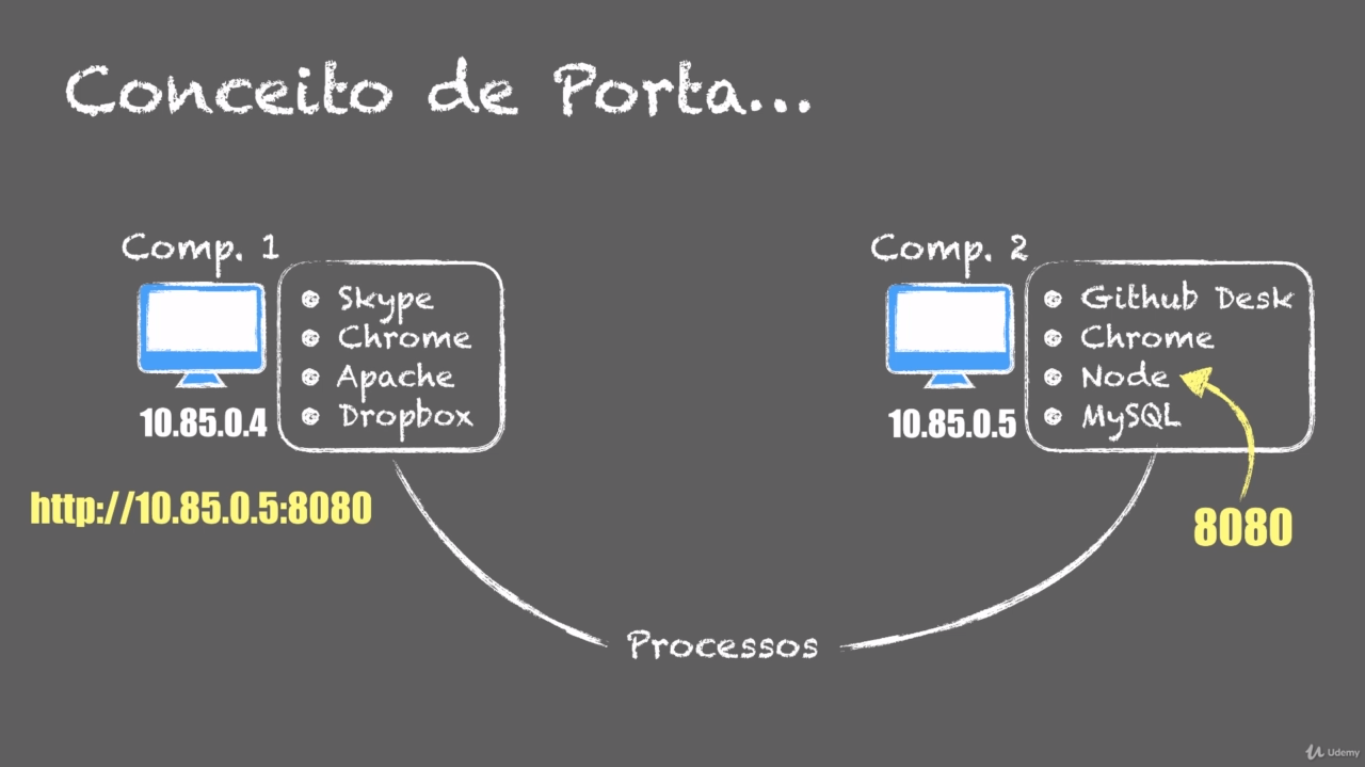 Conceito de Porta...
Comp. 1
Skype
Chrome
Apache
Dropbox
10.85.0.4
http://10.85.0.5:8080
Comp. 2
Github Desk
Chrome
Node
MySQL
10.85.0.5
8080
Processos
Udemy